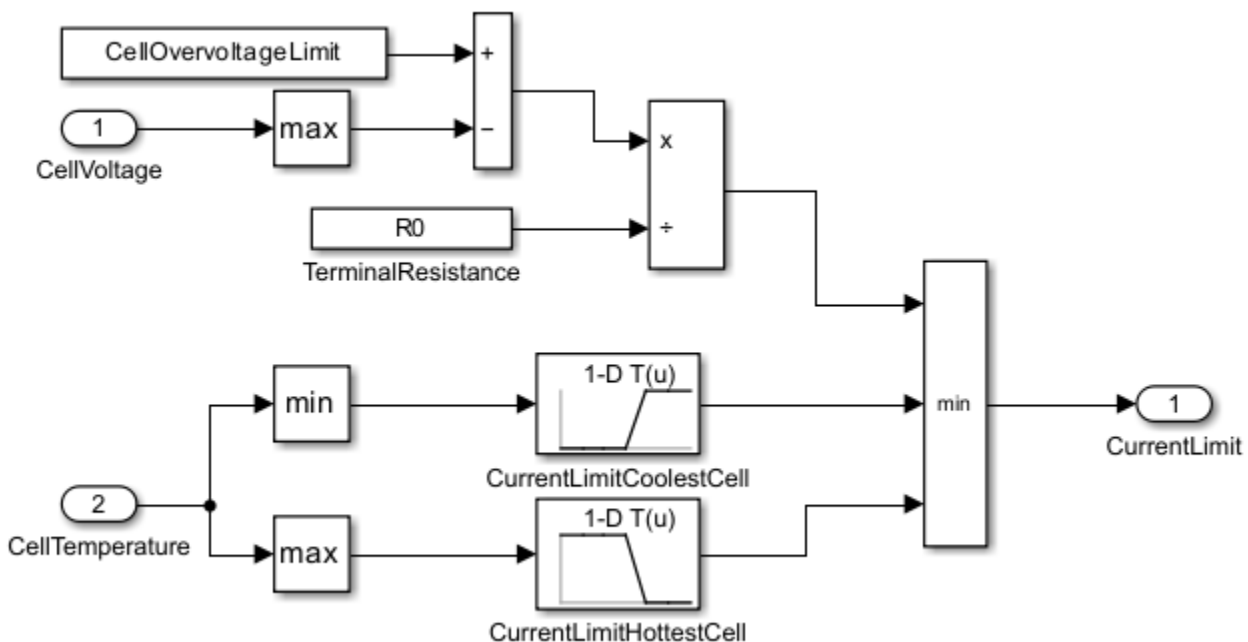 CellOvervoltageLimit
+
1
max
−
CellVoltage
x
R0
÷
TerminalResistance
min
1-D T(u)
min
1
CurrentLimitCoolestCell
CurrentLimit
2
CellTemperature
max
1-D T(u)
CurrentLimitHottestCell